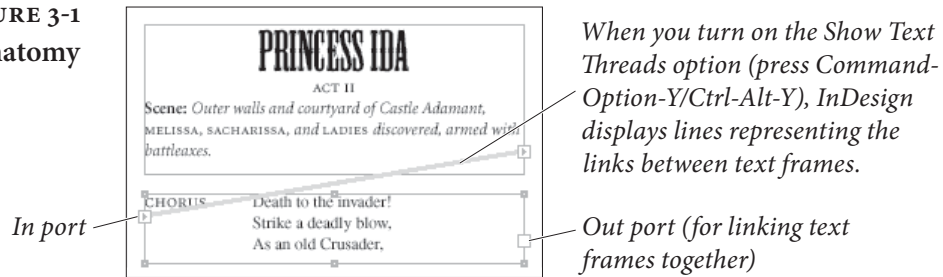 URE 3-1
natomy
PRINCESS IDA
ACT II
Scene: Outer walls and courtyard of Castle Adamant,
MELISSA, SACHARISSA, and LADIES discovered, armed with
battleaxes.
CHORUS Death to the invader!
Strike a deadly blow,
As an old Crusader,
In port
When you turn on the Show Text
Threads option (press Command-
Option-Y/Ctrl-Alt-Y), InDesign
displays lines representing the
links between text frames.
Out port (for linking text
frames together)